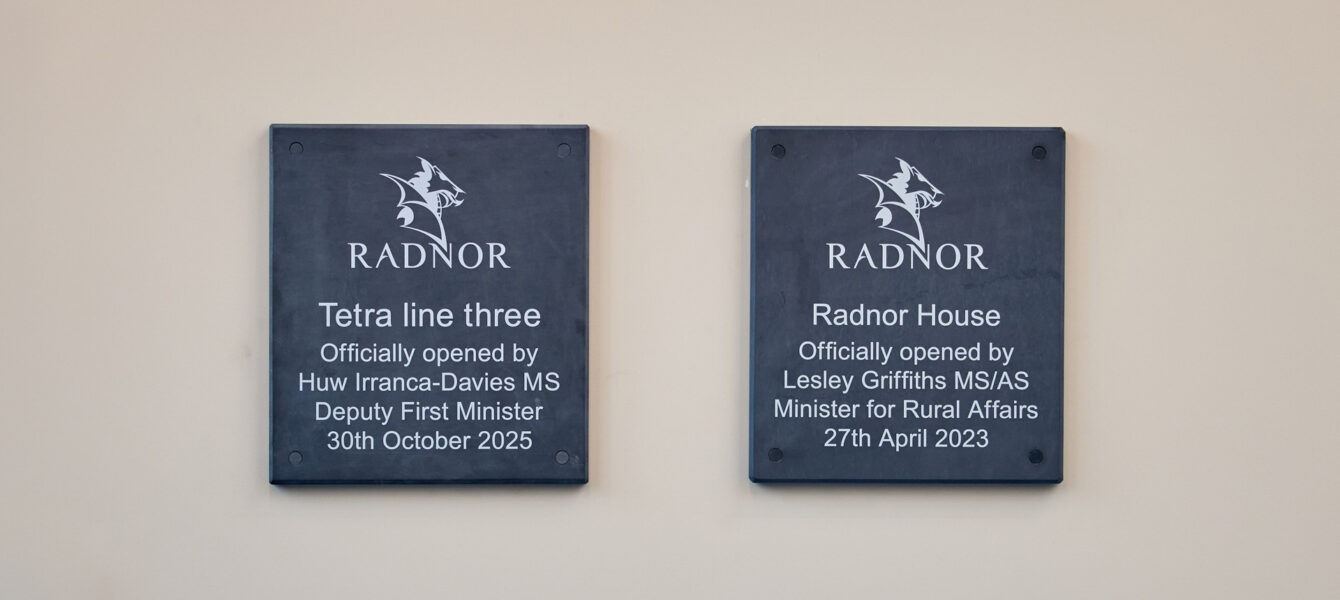 RADNOR
Tetra line three
Officially opened by
Huw Irranca-Davies MS
Deputy First Minister
30th October 2025
RADNOR
Radnor House
Officially opened by
Lesley Griffiths MS/AS
Minister for Rural Affairs
27th April 2023